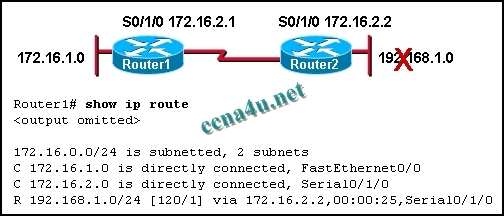 S0/1/0 172.16.2.1 S0/1/0 172.16.2.2
172.16.1.0 Router1 Router2 192.168.1.0
Router1# show ip route
<output omitted>
ccna4u.net
172.16.0.0/24 is subnetted, 2 subnets
C 172.16.1.0 is directly connected, FastEthernet0/0
C 172.16.2.0 is directly connected, Serial0/1/0
R 192.168.1.0/24 [120/1] via 172.16.2.2,00:00:25,Serial0/1/0